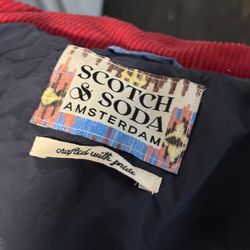 SCOTCH
& SODA
AMSTERDAM
crafted with pride